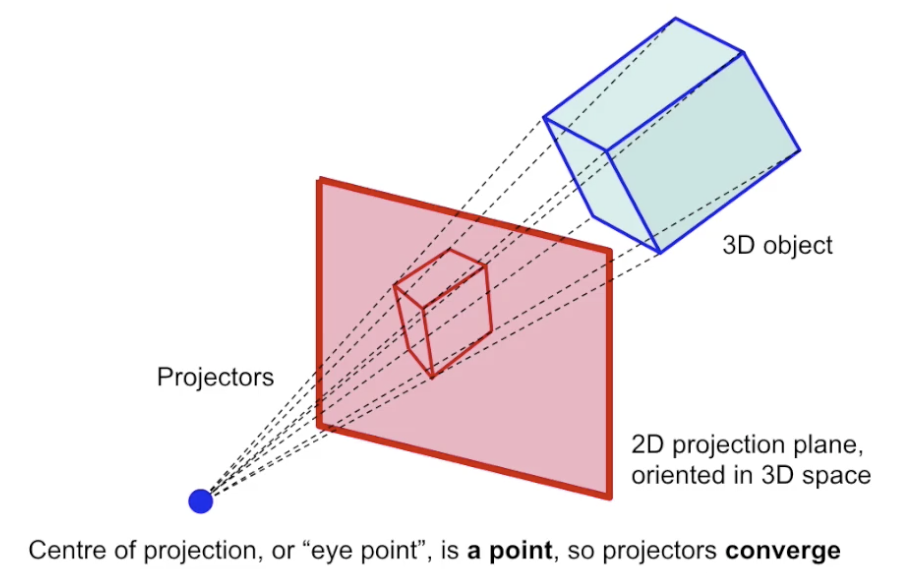 3D object
Projectors
2D projection plane,
oriented in 3D space
Centre of projection, or “eye point”, is a point, so projectors converge